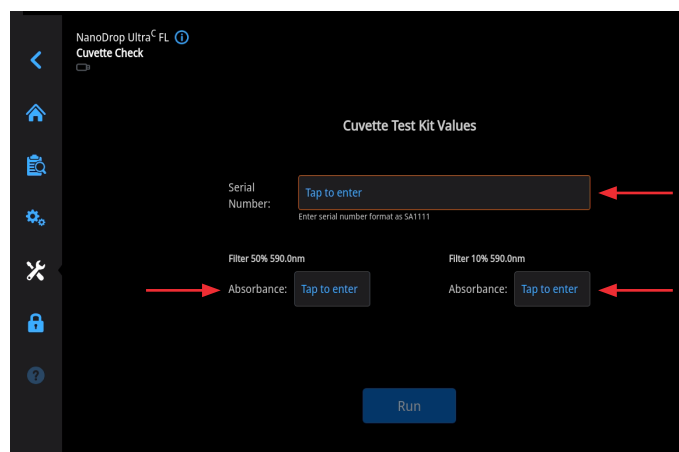 NanoDrop Ultraᶜ FL
Cuvette Check
Cuvette Test Kit Values
Serial
Number:
Tap to enter
Enter serial number format as SA1111
Filter 50% 590.0nm
Absorbance: Tap to enter
Filter 10% 590.0nm
Absorbance: Tap to enter
Run